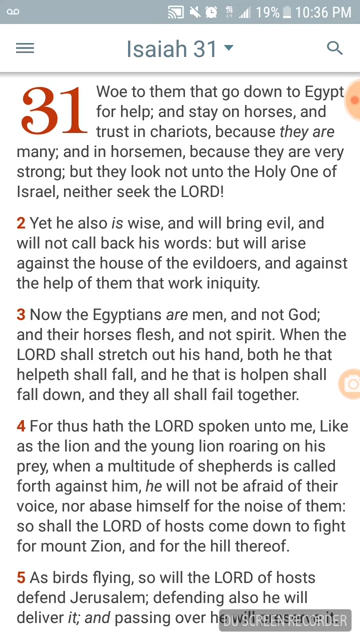 19% 10:36 PM
Isaiah 31
31 Woe to them that go down to Egypt
for help; and stay on horses, and
trust in chariots, because they are
many; and in horsemen, because they are very
strong; but they look not unto the Holy One of
Israel, neither seek the LORD!
2 Yet he also is wise, and will bring evil, and
will not call back his words: but will arise
against the house of the evildoers, and against
the help of them that work iniquity.
3 Now the Egyptians are men, and not God;
and their horses flesh, and not spirit. When the
LORD shall stretch out his hand, both he that
helpeth shall fall, and he that is holpen shall
fall down, and they all shall fail together.
4 For thus hath the LORD spoken unto me, Like
as the lion and the young lion roaring on his
prey, when a multitude of shepherds is called
forth against him, he will not be afraid of their
voice, nor abase himself for the noise of them:
so shall the LORD of hosts come down to fight
for mount Zion, and for the hill thereof.
5 As birds flying, so will the LORD of hosts
defend Jerusalem; defending also he will
deliver it; and passing over he
DU SCREEN RECORDER